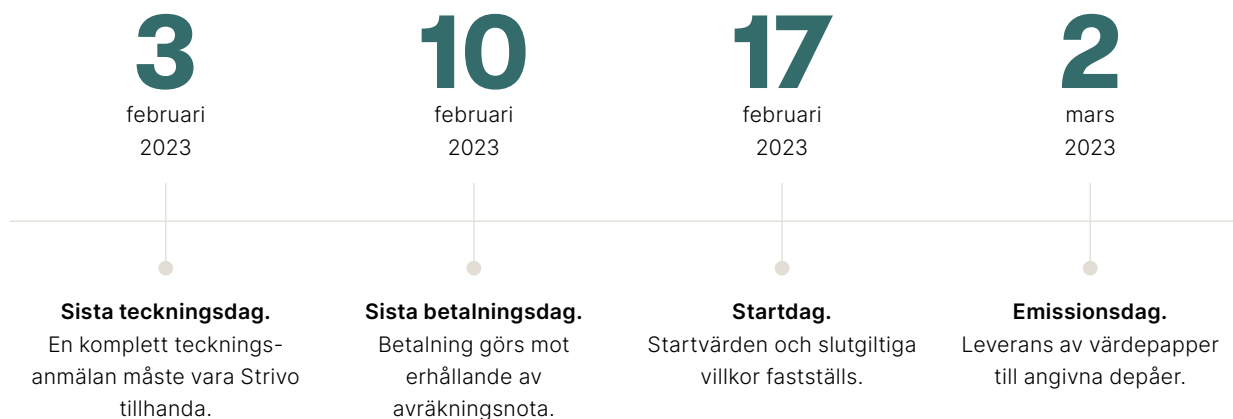 3
februari
2023
Sista teckningsdag.
En komplett tecknings-
anmälan måste vara Strivo
tillhanda.
10
februari
2023
Sista betalningsdag.
Betalning görs mot
erhållande av
avräkningsnota.
17
februari
2023
Startdag.
Startvärden och slutgiltiga
villkor fastställs.
2
mars
2023
Emissionsdag.
Leverans av värdepapper
till angivna depåer.